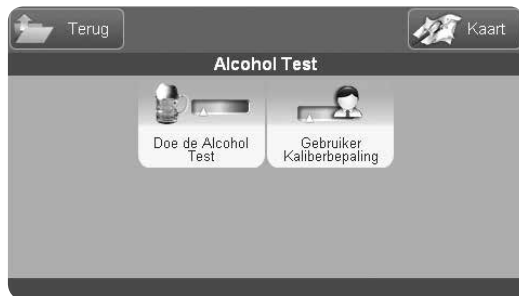 Terug
Kaart
Alcohol Test
Doe de Alcohol
Test
Gebruiker
Kaliberbepaling